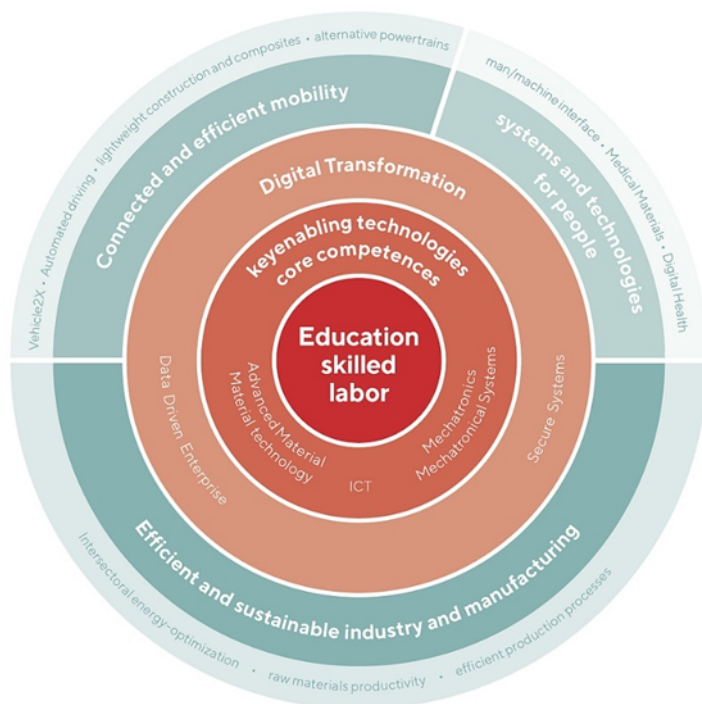 Vehicle2X • Automated driving • lightweight construction and composites • alternative powertrains
Connected and efficient mobility
man/machine interface • Medical Materials • Digital Health
systems and technologies
for people
Digital Transformation
keyenabling technologies
core competences
Education
skilled
labor
Advanced Material
Material technology
ICT
Mechatronics
Mechatronical Systems
Data Driven Enterprise
Secure Systems
Efficient and sustainable industry and manufacturing
Intersectoral energy-optimization • raw materials productivity • efficient production processes